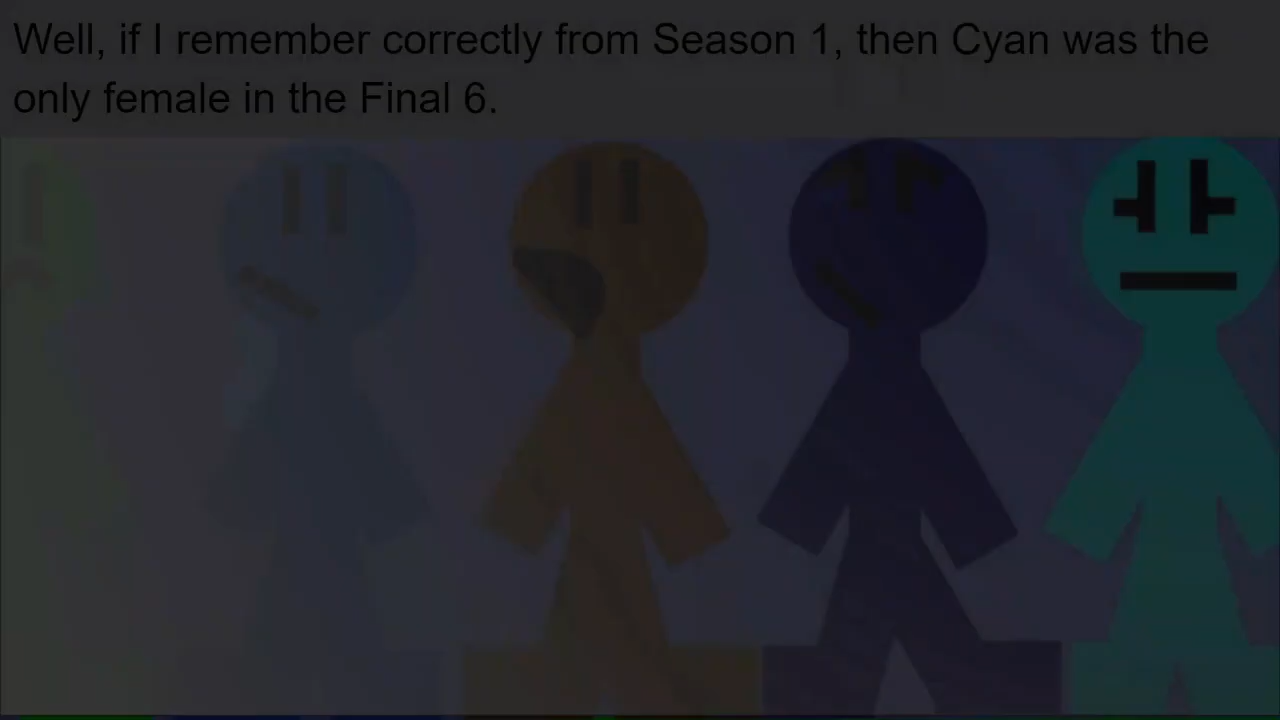 Well, if I remember correctly from Season 1, then Cyan was the
only female in the Final 6.